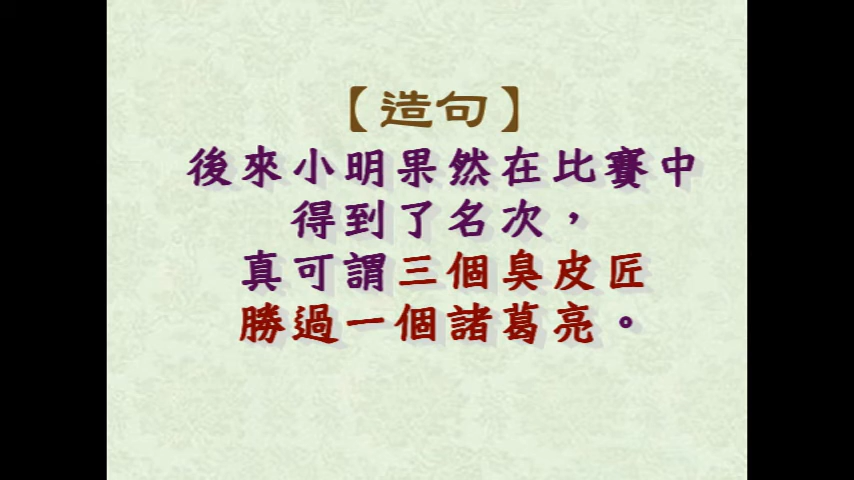 【造句】
後來小明果然在比賽中
得到了名次，
真可謂三個臭皮匠
勝過一個諸葛亮。